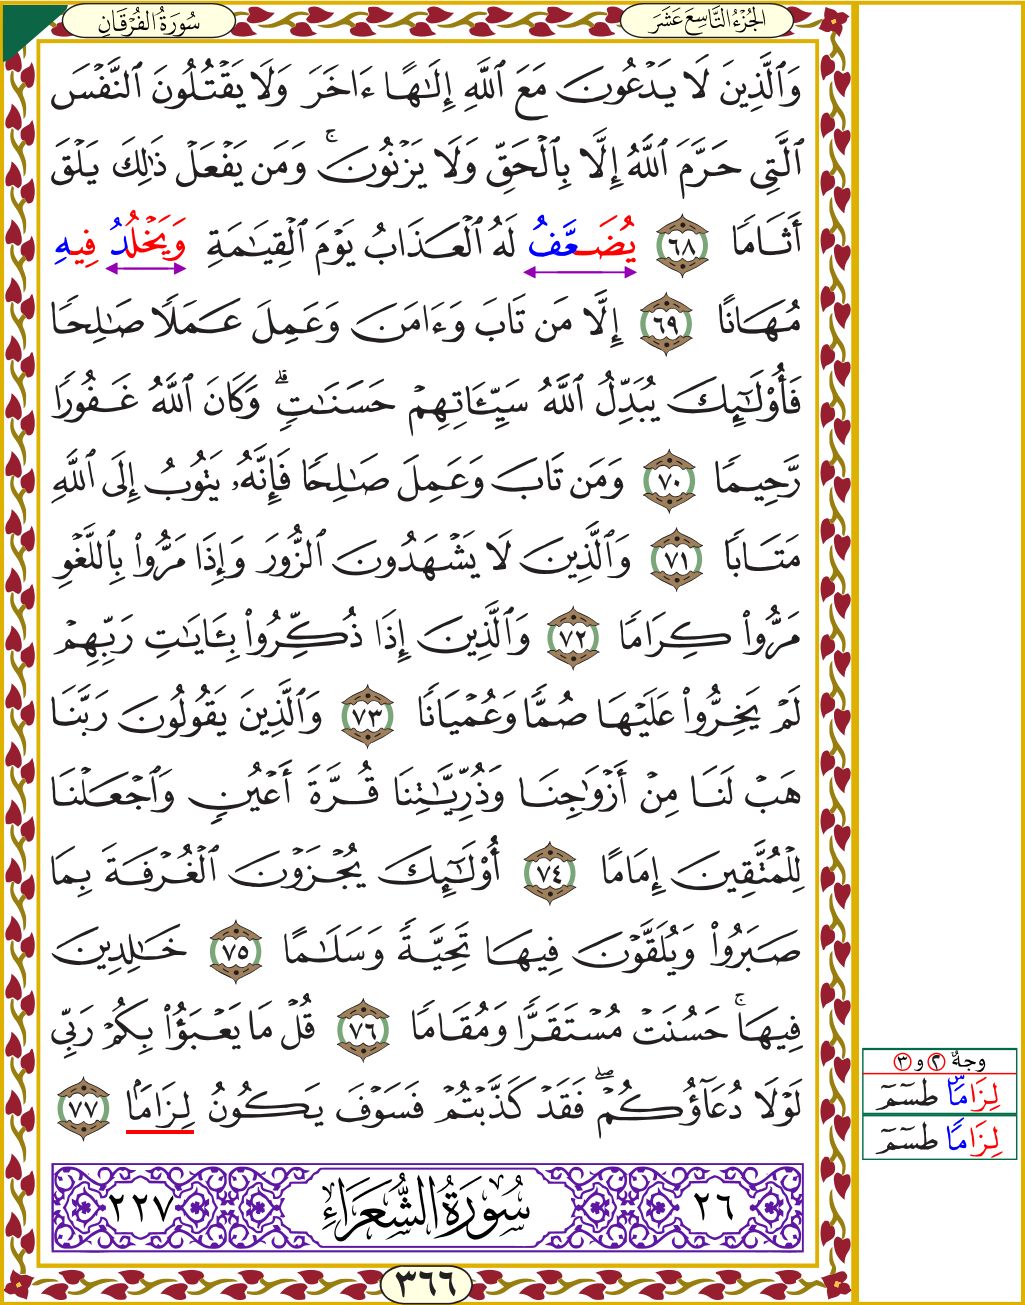 سُورَةُ الفُرْقَانِ
الجُزْءُ التَّاسِعَ عَشَرَ
وَٱلَّذِينَ لَا يَدْعُونَ مَعَ ٱللَّهِ إِلَـٰهًا ءَاخَرَ وَلَا يَقْتُلُونَ ٱلنَّفْسَ
ٱلَّتِى حَرَّمَ ٱللَّهُ إِلَّا بِٱلْحَقِّ وَلَا يَزْنُونَ ۚ وَمَن يَفْعَلْ ذَٰلِكَ يَلْقَ
أَثَامًا ٦٨ يُضَعَّفُ لَهُ ٱلْعَذَابُ يَوْمَ ٱلْقِيَـٰمَةِ وَيَخْلُدُ فِيهِ
مُهَانًا ٦٩ إِلَّا مَن تَابَ وَءَامَنَ وَعَمِلَ عَمَلًا صَـٰلِحًا
فَأُوْلَـٰٓئِكَ يُبَدِّلُ ٱللَّهُ سَيِّـَٔاتِهِمْ حَسَنَـٰتٍ ۗ وَكَانَ ٱللَّهُ غَفُورًا
رَّحِيمًا ٧٠ وَمَن تَابَ وَعَمِلَ صَـٰلِحًا فَإِنَّهُۥ يَتُوبُ إِلَى ٱللَّهِ
مَتَابًا ٧١ وَٱلَّذِينَ لَا يَشْهَدُونَ ٱلزُّورَ وَإِذَا مَرُّواْ بِٱللَّغْوِ
مَرُّواْ كِرَامًا ٧٢ وَٱلَّذِينَ إِذَا ذُكِّرُواْ بِـَٔايَـٰتِ رَبِّهِمْ
لَمْ يَخِرُّواْ عَلَيْهَا صُمًّا وَعُمْيَانًا ٧٣ وَٱلَّذِينَ يَقُولُونَ رَبَّنَا
هَبْ لَنَا مِنْ أَزْوَٰجِنَا وَذُرِّيَّـٰتِنَا قُرَّةَ أَعْيُنٍ وَٱجْعَلْنَا
لِلْمُتَّقِينَ إِمَامًا ٧٤ أُوْلَـٰٓئِكَ يُجْزَوْنَ ٱلْغُرْفَةَ بِمَا
صَبَرُواْ وَيُلَقَّوْنَ فِيهَا تَحِيَّةً وَسَلَـٰمًا ٧٥ خَـٰلِدِينَ
فِيهَا ۚ حَسُنَتْ مُسْتَقَرًّا وَمُقَامًا ٧٦ قُلْ مَا يَعْبَؤُاْ بِكُمْ رَبِّى
لَوْلَا دُعَآؤُكُمْ ۖ فَقَدْ كَذَّبْتُمْ فَسَوْفَ يَكُونُ لِزَامًا ٧٧
وجهٌ ٢ و ٣
لِزَامًاس طسٓمٓ
لِزَامًا طسٓمٓ
٢٦ سُورَةُ الشُّعَرَاءِ ٢٢٧
٣٦٦